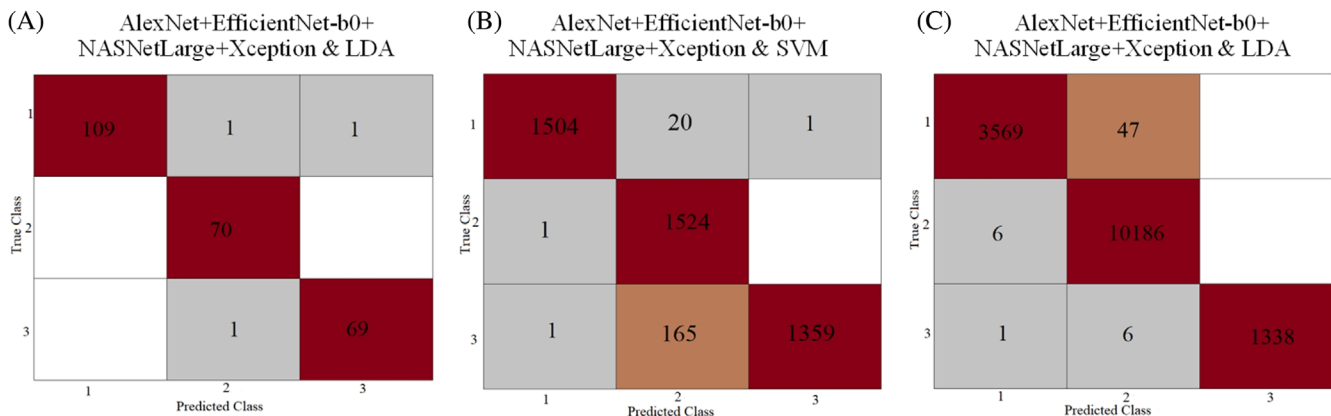 (A)
AlexNet+EfficientNet-b0+
NASNetLarge+Xception & LDA
True Class
1
109
1
1
2
70
3
1
69
1
2
3
Predicted Class
(B)
AlexNet+EfficientNet-b0+
NASNetLarge+Xception & SVM
True Class
1
1504
20
1
2
1
1524
3
1
165
1359
1
2
3
Predicted Class
(C)
AlexNet+EfficientNet-b0+
NASNetLarge+Xception & LDA
True Class
1
3569
47
2
6
10186
3
1
6
1338
1
2
3
Predicted Class